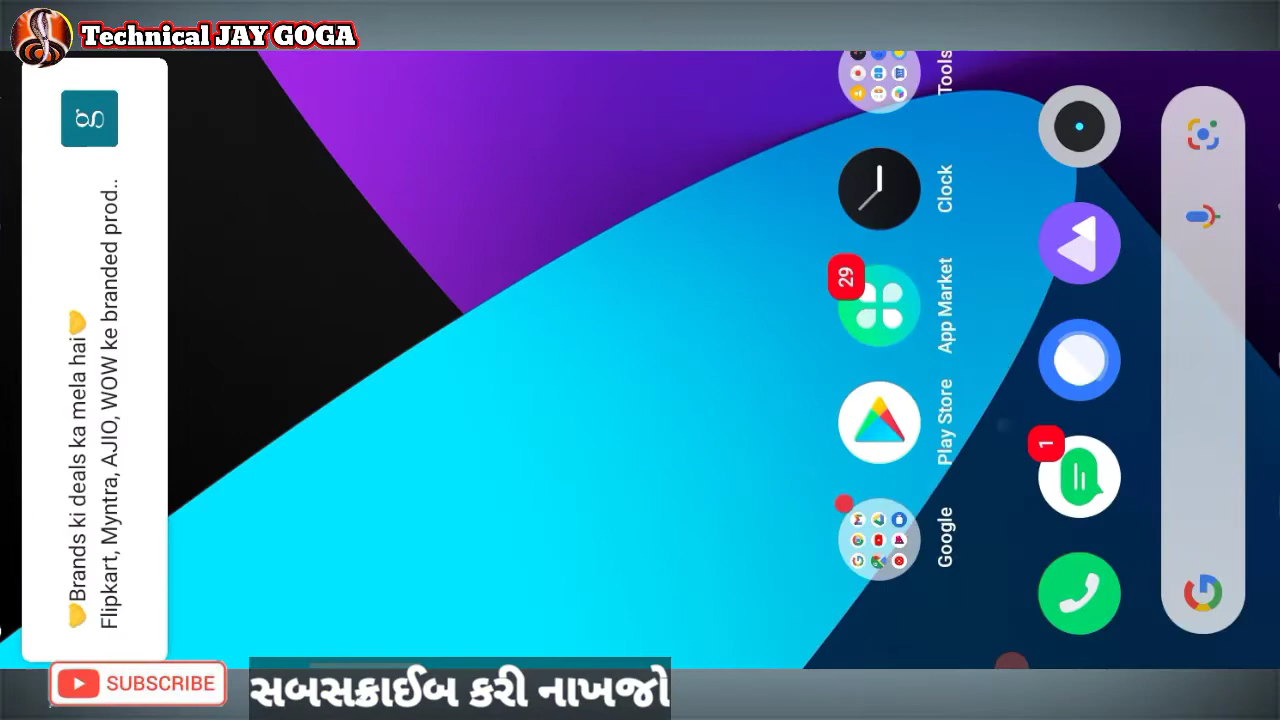 Technical JAY GOGA
💛Brands ki deals ka mela hai💛
Flipkart, Myntra, AJIO, WOW ke branded prod..
g
Tools
Clock
29
App Market
Play Store
Google
1
SUBSCRIBE
સબસક્રાઈબ કરી નાખજો